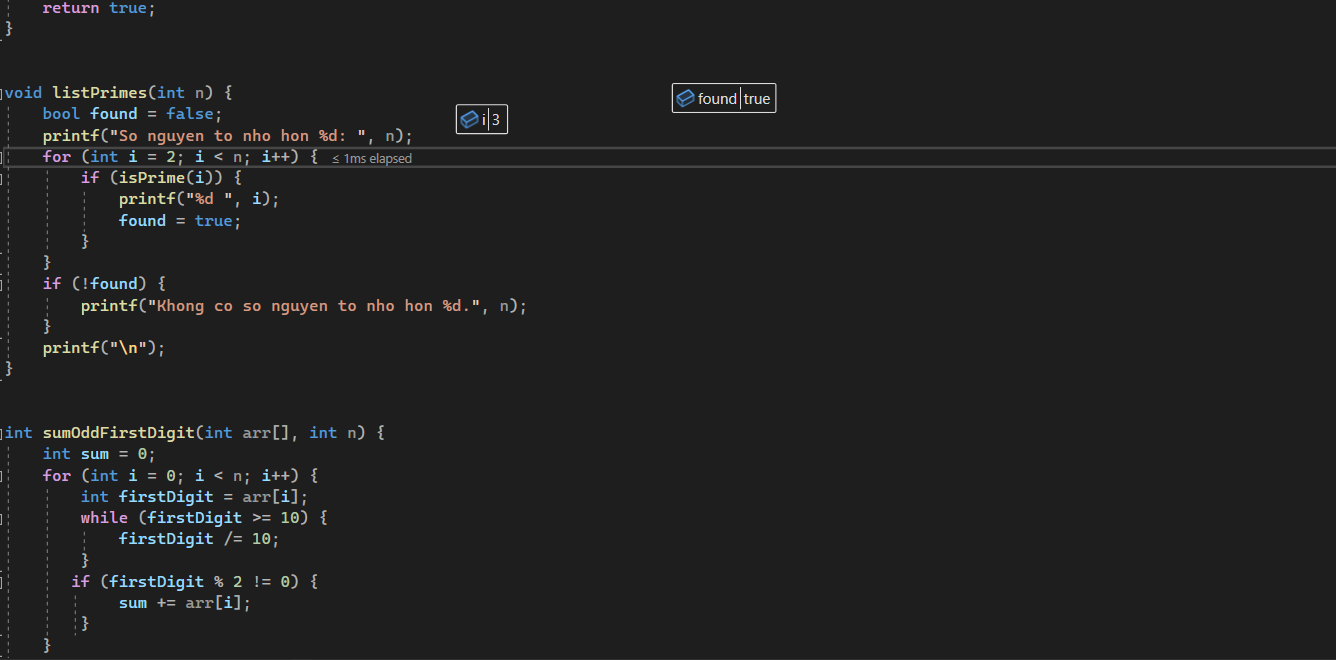 return true;
}
void listPrimes(int n) {
found | true
    bool found = false;
i | 3
    printf("So nguyen to nho hon %d: ", n);
    for (int i = 2; i < n; i++) { ≤ 1ms elapsed
        if (isPrime(i)) {
            printf("%d ", i);
            found = true;
        }
    }
    if (!found) {
        printf("Khong co so nguyen to nho hon %d.", n);
    }
    printf("\n");
}
int sumOddFirstDigit(int arr[], int n) {
    int sum = 0;
    for (int i = 0; i < n; i++) {
        int firstDigit = arr[i];
        while (firstDigit >= 10) {
            firstDigit /= 10;
        }
       if (firstDigit % 2 != 0) {
            sum += arr[i];
        }
    }